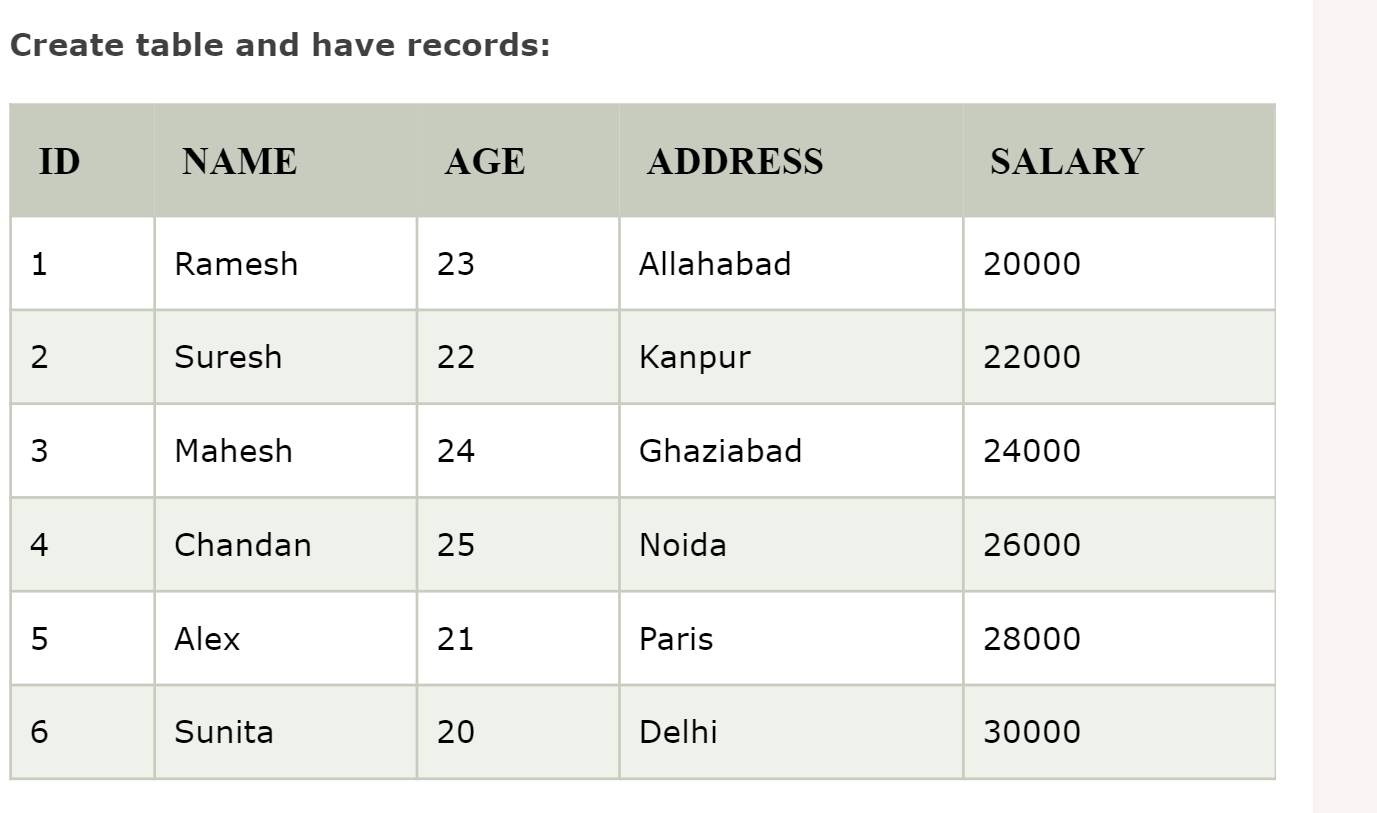 Create table and have records:
ID NAME AGE ADDRESS SALARY
1 Ramesh 23 Allahabad 20000
2 Suresh 22 Kanpur 22000
3 Mahesh 24 Ghaziabad 24000
4 Chandan 25 Noida 26000
5 Alex 21 Paris 28000
6 Sunita 20 Delhi 30000